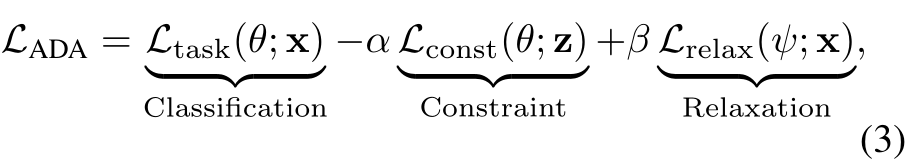 ℒ_ADA = ℒ_task(θ; x) − α ℒ_const(θ; z) + β ℒ_relax(ψ; x),
Classification Constraint Relaxation
(3)